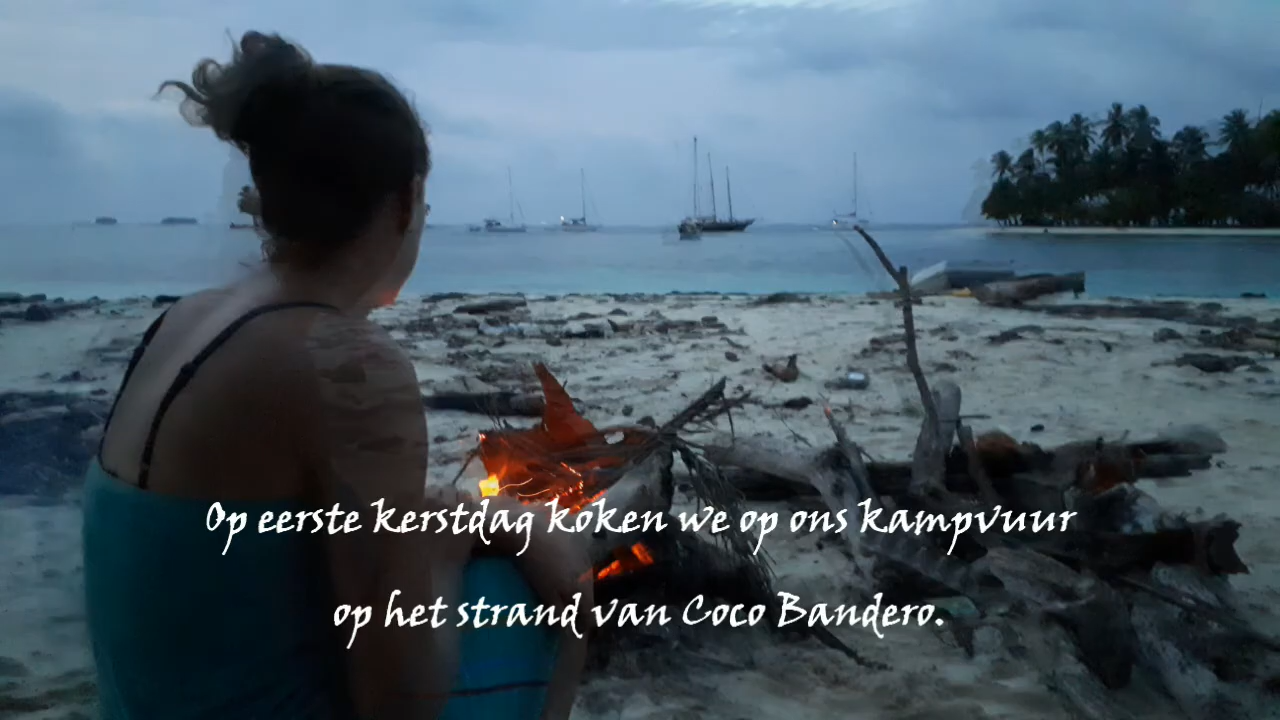 Op eerste kerstdag koken we op ons kampvuur
op het strand van Coco Bandero.